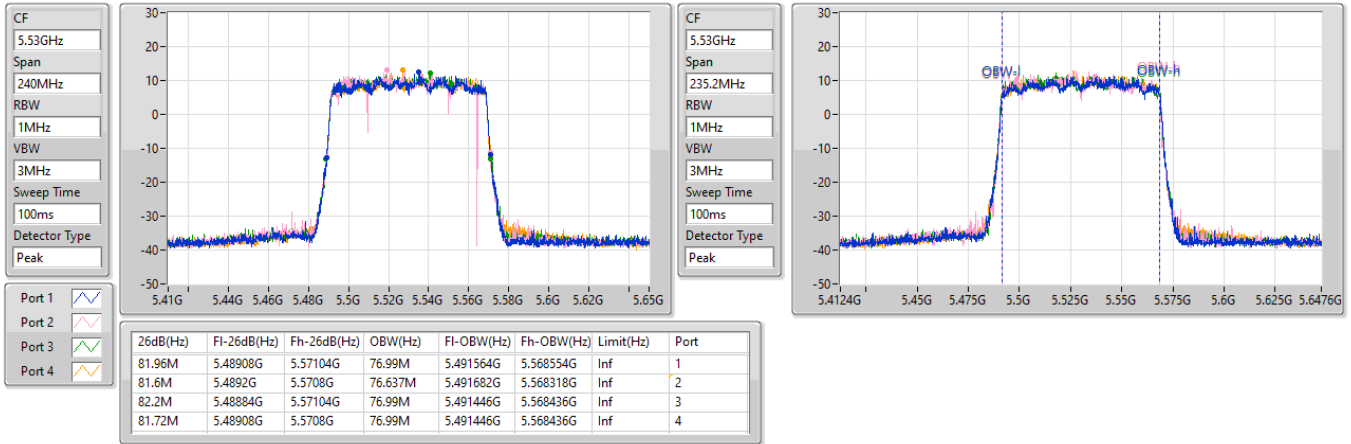 CF
5.53GHz
Span
240MHz
RBW
1MHz
VBW
3MHz
Sweep Time
100ms
Detector Type
Peak
30
20
10
0
-10
-20
-30
-40
-50
5.41G 5.44G 5.46G 5.48G 5.5G 5.52G 5.54G 5.56G 5.58G 5.6G 5.62G 5.65G
CF
5.53GHz
Span
235.2MHz
RBW
1MHz
VBW
3MHz
Sweep Time
100ms
Detector Type
Peak
30
20
10
0
-10
-20
-30
-40
-50
OBW-l OBW-h
5.4124G 5.45G 5.475G 5.5G 5.525G 5.55G 5.575G 5.6G 5.625G 5.6476G
Port 1
Port 2
Port 3
Port 4
26dB(Hz) Fl-26dB(Hz) Fh-26dB(Hz) OBW(Hz) Fl-OBW(Hz) Fh-OBW(Hz) Limit(Hz) Port
81.96M 5.48908G 5.57104G 76.99M 5.491564G 5.568554G Inf 1
81.6M 5.4892G 5.5708G 76.637M 5.491682G 5.568318G Inf 2
82.2M 5.48884G 5.57104G 76.99M 5.491446G 5.568436G Inf 3
81.72M 5.48908G 5.5708G 76.99M 5.491446G 5.568436G Inf 4